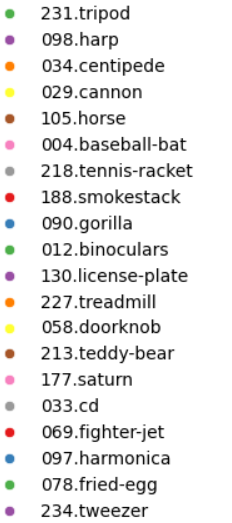 231.tripod
098.harp
034.centipede
029.cannon
105.horse
004.baseball-bat
218.tennis-racket
188.smokestack
090.gorilla
012.binoculars
130.license-plate
227.treadmill
058.doorknob
213.teddy-bear
177.saturn
033.cd
069.fighter-jet
097.harmonica
078.fried-egg
234.tweezer